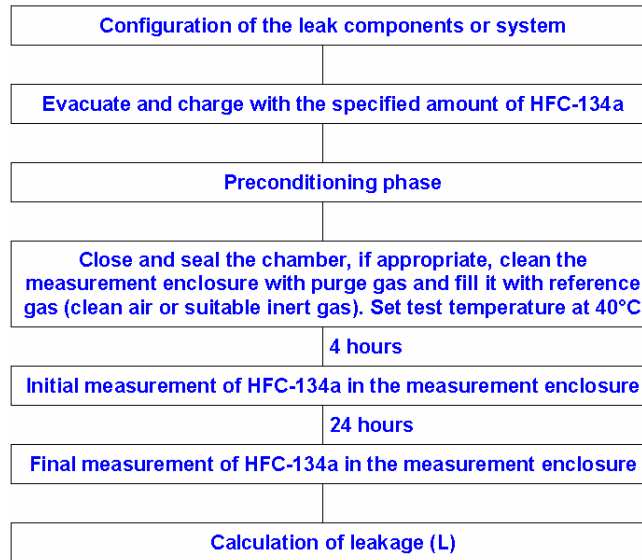 Configuration of the leak components or system
Evacuate and charge with the specified amount of HFC-134a
Preconditioning phase
Close and seal the chamber, if appropriate, clean the
measurement enclosure with purge gas and fill it with reference
gas (clean air or suitable inert gas). Set test temperature at 40°C
4 hours
Initial measurement of HFC-134a in the measurement enclosure
24 hours
Final measurement of HFC-134a in the measurement enclosure
Calculation of leakage (L)